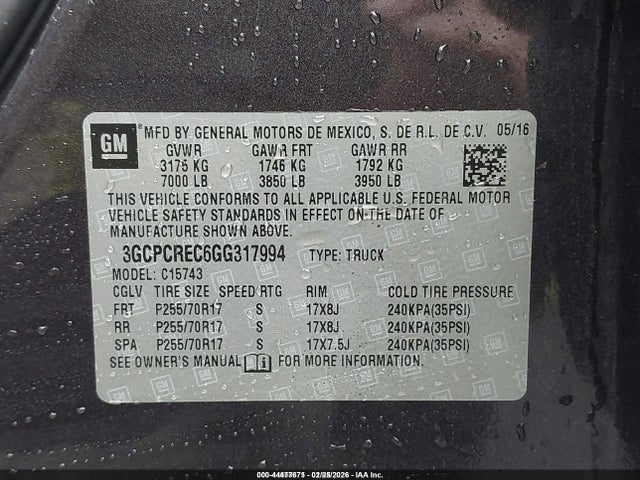 GM ® MFD BY GENERAL MOTORS DE MEXICO, S. DE R.L. DE C.V. 05/16
GVWR GAWR FRT GAWR RR
3175 KG 1746 KG 1792 KG
7000 LB 3850 LB 3950 LB
THIS VEHICLE CONFORMS TO ALL APPLICABLE U.S. FEDERAL MOTOR
VEHICLE SAFETY STANDARDS IN EFFECT ON THE DATE OF
MANUFACTURE SHOWN ABOVE.
3GCPCREC6GG317994 TYPE: TRUCK
MODEL: C15743
CGLV TIRE SIZE SPEED RTG RIM COLD TIRE PRESSURE
FRT P255/70R17 S 17X8J 240KPA(35PSI)
RR P255/70R17 S 17X8J 240KPA(35PSI)
SPA P255/70R17 S 17X7.5J 240KPA(35PSI)
SEE OWNER'S MANUAL FOR MORE INFORMATION.
02/25/2026 - IAA Inc.